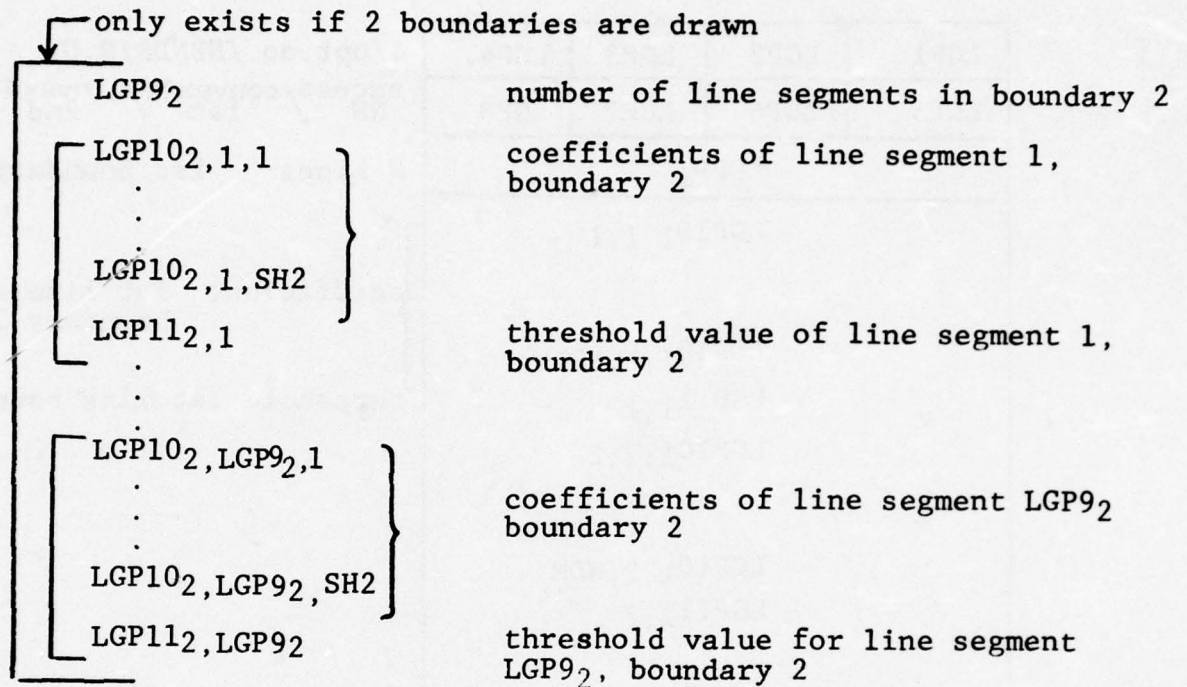 only exists if 2 boundaries are drawn
LGP9₂ number of line segments in boundary 2
LGP10₂,₁,₁ coefficients of line segment 1,
boundary 2
.
.
.
LGP10₂,₁,SH2
LGP11₂,₁ threshold value of line segment 1,
boundary 2
.
.
.
LGP10₂,LGP9₂,1
.
.
.
coefficients of line segment LGP9₂
boundary 2
LGP10₂,LGP9₂,SH2
LGP11₂,LGP9₂ threshold value for line segment
LGP9₂, boundary 2